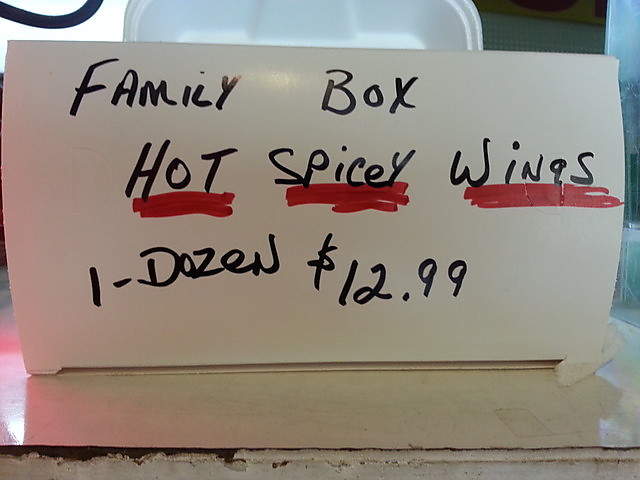 FAMILY BOX
HOT SPICEY WINGS
1-DOZEN $12.99